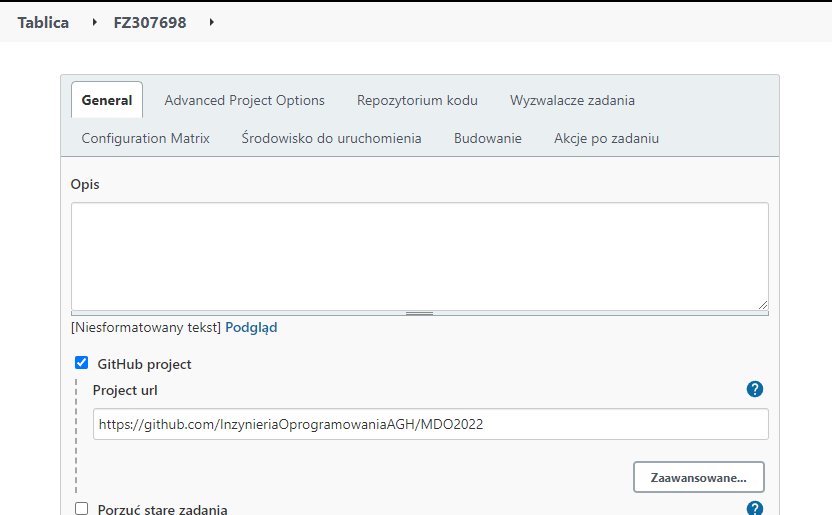 Tablica FZ307698
General Advanced Project Options Repozytorium kodu Wyzwalacze zadania
Configuration Matrix Środowisko do uruchomienia Budowanie Akcje po zadaniu
Opis
[Niesformatowany tekst] Podgląd
GitHub project
Project url ?
https://github.com/InzynieriaOprogramowaniaAGH/MDO2022
Zaawansowane...
Porzuć stare zadania ?